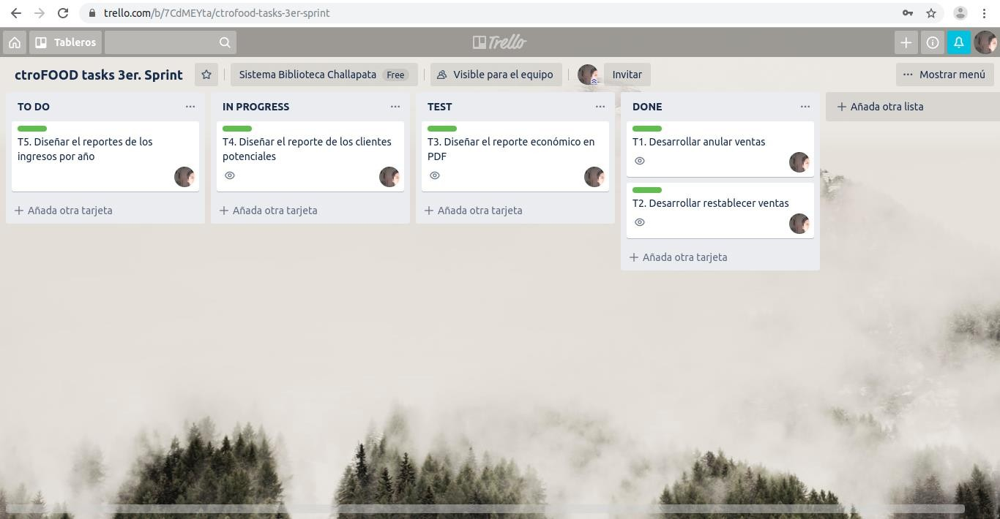 trello.com/b/7CdMEYta/ctrofood-tasks-3er-sprint
Tableros
Trello
ctroFOOD tasks 3er. Sprint
Sistema Biblioteca Challapata Free
Visible para el equipo
Invitar
Mostrar menú
TO DO
T5. Diseñar el reportes de los
ingresos por año
Añada otra tarjeta
IN PROGRESS
T4. Diseñar el reporte de los clientes
potenciales
Añada otra tarjeta
TEST
T3. Diseñar el reporte económico en
PDF
Añada otra tarjeta
DONE
T1. Desarrollar anular ventas
T2. Desarrollar restablecer ventas
Añada otra tarjeta
Añada otra lista